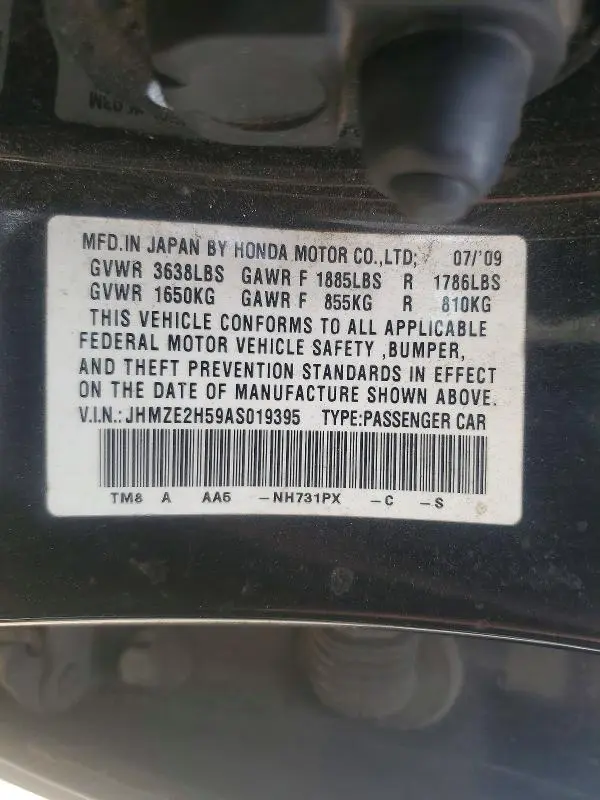 MFD.IN JAPAN BY HONDA MOTOR CO.,LTD; 07/'09
GVWR 3638LBS GAWR F 1885LBS R 1786LBS
GVWR 1650KG GAWR F 855KG R 810KG
THIS VEHICLE CONFORMS TO ALL APPLICABLE
FEDERAL MOTOR VEHICLE SAFETY ,BUMPER,
AND THEFT PREVENTION STANDARDS IN EFFECT
ON THE DATE OF MANUFACTURE SHOWN ABOVE.
V.I.N.:JHMZE2H59AS019395 TYPE:PASSENGER CAR
TM8 A AA5 -NH731PX -C -S